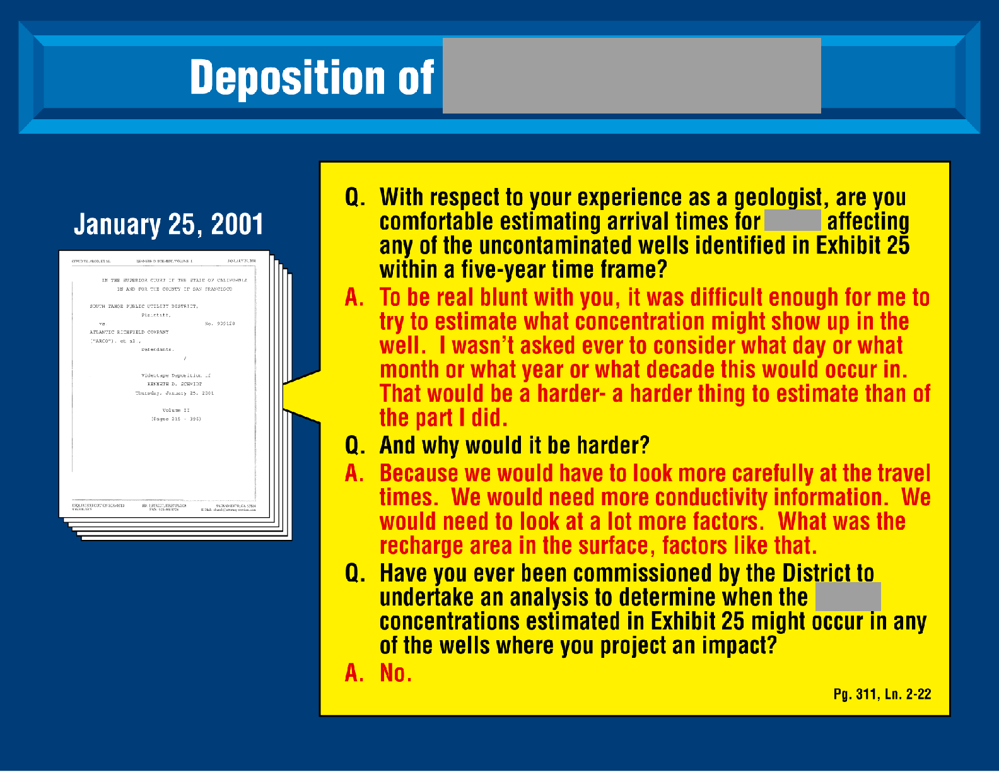 Deposition of
January 25, 2001
JANUARY 25, 2001
IN THE SUPERIOR COURT OF THE STATE OF CALIFORNIA
IN AND FOR THE COUNTY OF SAN FRANCISCO
SOUTH TAHOE PUBLIC UTILITY DISTRICT,
Plaintiff,
vs. No. 999128
ATLANTIC RICHFIELD COMPANY
("ARCO"), et al.,
Defendants.
/
Videotape Deposition of
KENNETH D. SCHMIDT
Thursday, January 25, 2001
Volume II
(Pages 215 - 396)
ESQUIRE DEPOSITION SERVICES SACRAMENTO, CA
Q. With respect to your experience as a geologist, are you
comfortable estimating arrival times for affecting
any of the uncontaminated wells identified in Exhibit 25
within a five-year time frame?
A. To be real blunt with you, it was difficult enough for me to
try to estimate what concentration might show up in the
well. I wasn't asked ever to consider what day or what
month or what year or what decade this would occur in.
That would be a harder- a harder thing to estimate than of
the part I did.
Q. And why would it be harder?
A. Because we would have to look more carefully at the travel
times. We would need more conductivity information. We
would need to look at a lot more factors. What was the
recharge area in the surface, factors like that.
Q. Have you ever been commissioned by the District to
undertake an analysis to determine when the
concentrations estimated in Exhibit 25 might occur in any
of the wells where you project an impact?
A. No.
Pg. 311, Ln. 2-22